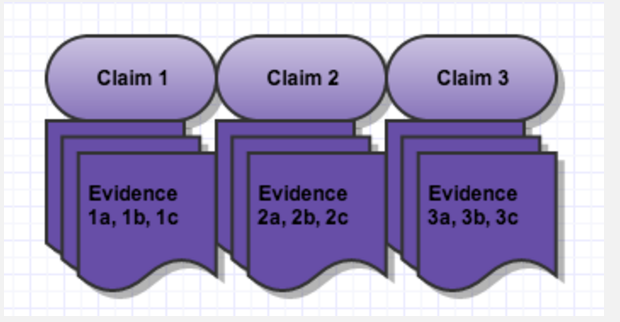 Claim 1
Claim 2
Claim 3
Evidence
1a, 1b, 1c
Evidence
2a, 2b, 2c
Evidence
3a, 3b, 3c